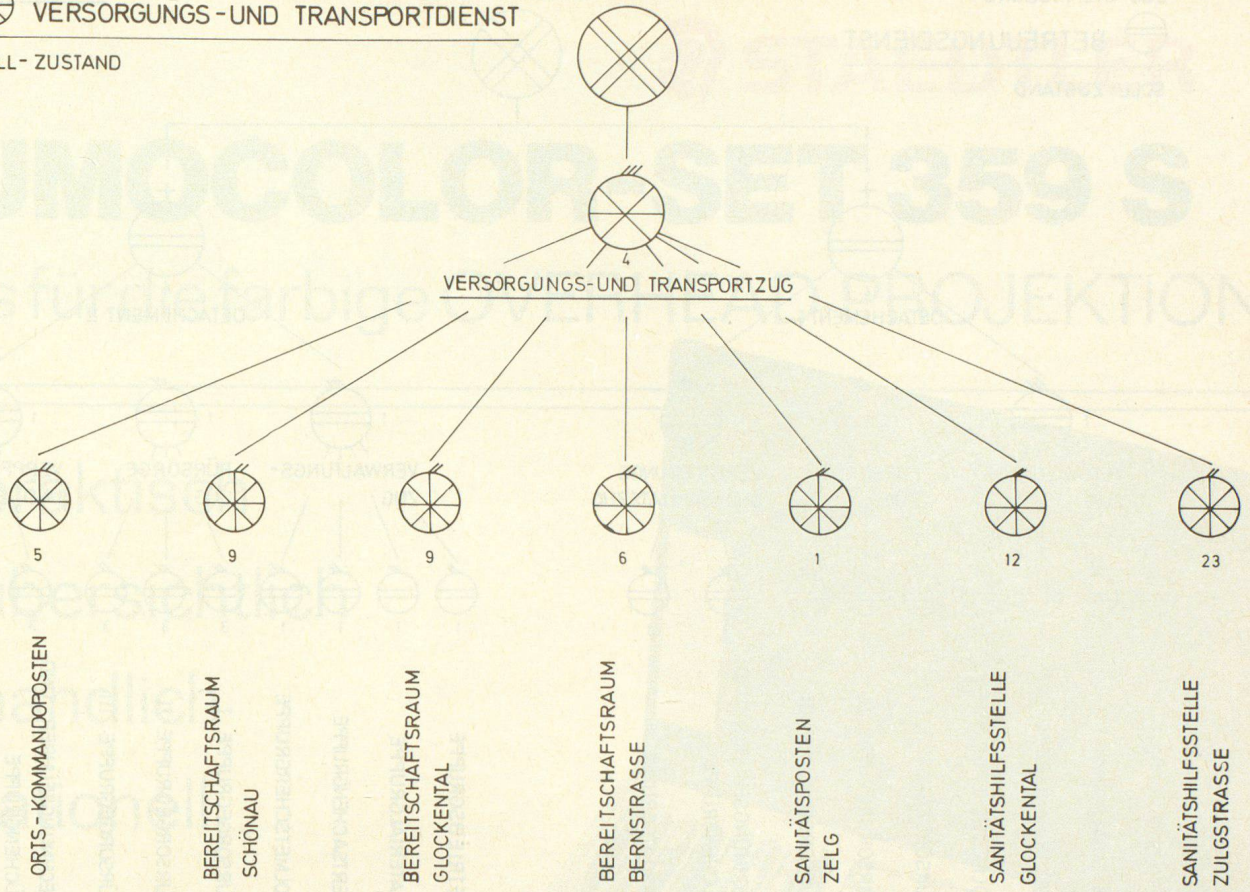 VERSORGUNGS-UND TRANSPORTDIENST
LL-ZUSTAND
4
VERSORGUNGS-UND TRANSPORTZUG
5
9
9
6
1
12
23
ORTS-KOMMANDOPOSTEN
BEREITSCHAFTSRAUM
SCHÖNAU
BEREITSCHAFTSRAUM
GLOCKENTAL
BEREITSCHAFTSRAUM
BERNSTRASSE
SANITÄTSPOSTEN
ZELG
SANITÄTSHILFSSTELLE
GLOCKENTAL
SANITÄTSHILFSSTELLE
ZULGSTRASSE